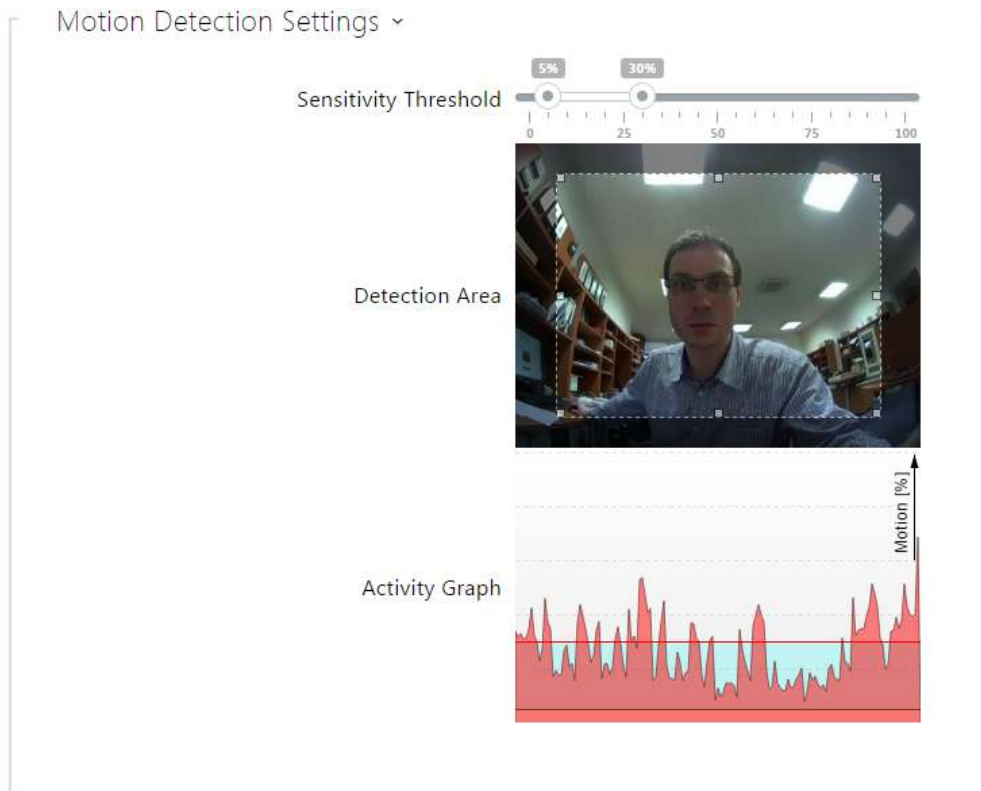 Motion Detection Settings
5% 30%
Sensitivity Threshold
0 25 50 75 100
Detection Area
Motion [%]
Activity Graph